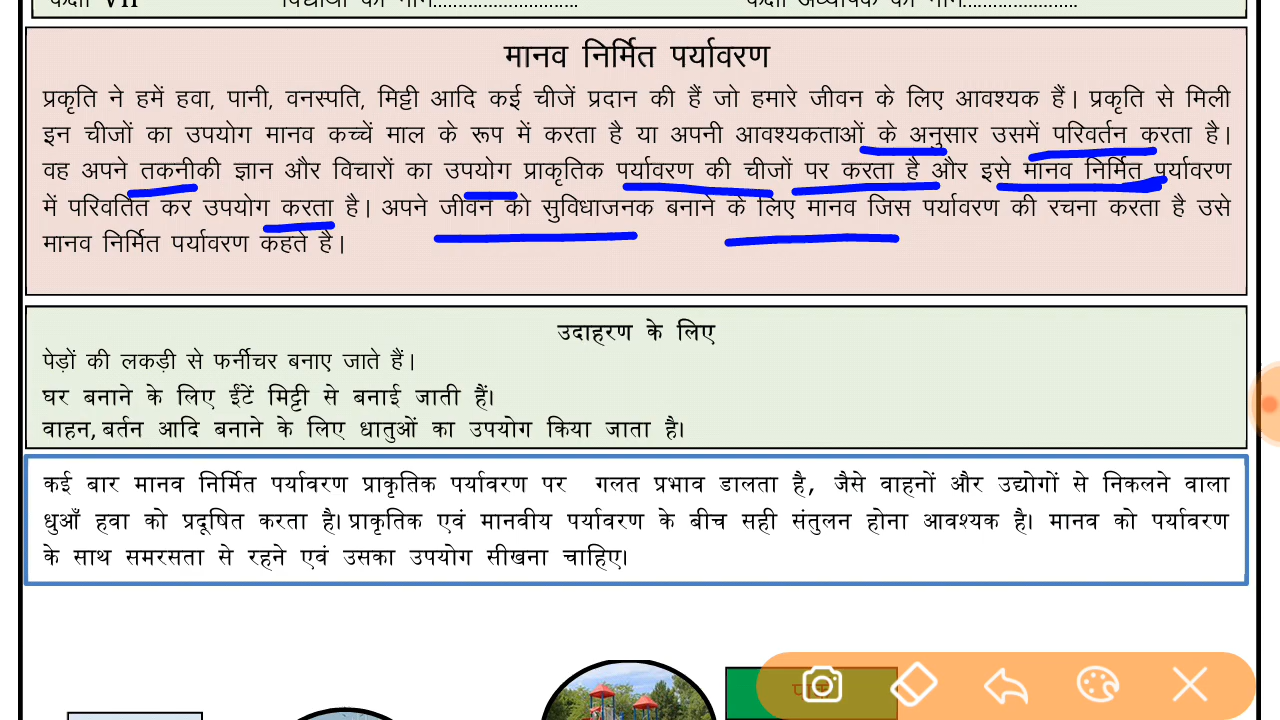 कक्षा VII विद्यार्थी का नाम............................ कक्षा अध्यापक का नाम......................
मानव निर्मित पर्यावरण
प्रकृति ने हमें हवा, पानी, वनस्पति, मिट्टी आदि कई चीजें प्रदान की हैं जो हमारे जीवन के लिए आवश्यक हैं। प्रकृति से मिली
इन चीजों का उपयोग मानव कच्चें माल के रूप में करता है या अपनी आवश्यकताओं के अनुसार उसमें परिवर्तन करता है।
वह अपने तकनीकी ज्ञान और विचारों का उपयोग प्राकृतिक पर्यावरण की चीजों पर करता है और इसे मानव निर्मित पर्यावरण
में परिवर्तित कर उपयोग करता है। अपने जीवन को सुविधाजनक बनाने के लिए मानव जिस पर्यावरण की रचना करता है उसे
मानव निर्मित पर्यावरण कहते है।
उदाहरण के लिए
पेड़ों की लकड़ी से फर्नीचर बनाए जाते हैं।
घर बनाने के लिए ईंटें मिट्टी से बनाई जाती हैं।
वाहन, बर्तन आदि बनाने के लिए धातुओं का उपयोग किया जाता है।
कई बार मानव निर्मित पर्यावरण प्राकृतिक पर्यावरण पर गलत प्रभाव डालता है, जैसे वाहनों और उद्योगों से निकलने वाला
धुआँ हवा को प्रदूषित करता है। प्राकृतिक एवं मानवीय पर्यावरण के बीच सही संतुलन होना आवश्यक है। मानव को पर्यावरण
के साथ समरसता से रहने एवं उसका उपयोग सीखना चाहिए।